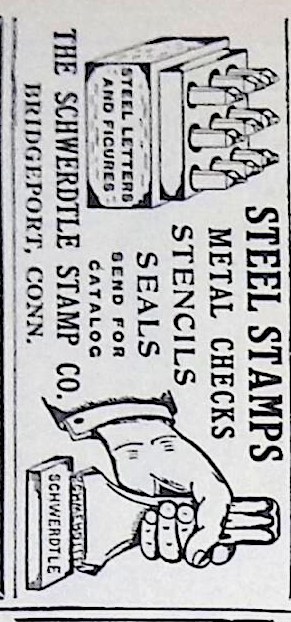 STEEL STAMPS
METAL CHECKS
STENCILS
SEALS
SEND FOR
CATALOG
STEEL LETTERS
AND FIGURES
THE SCHWERDTLE STAMP CO.
BRIDGEPORT, CONN.
SCHWERDTLE